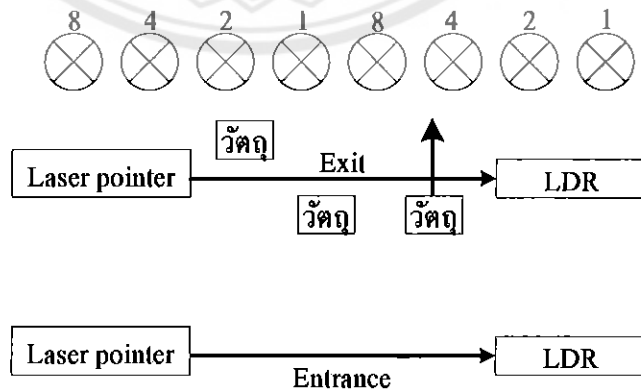 8 4 2 1 8 4 2 1
วัตถุ
Laser pointer Exit LDR
วัตถุ วัตถุ
Laser pointer LDR
Entrance